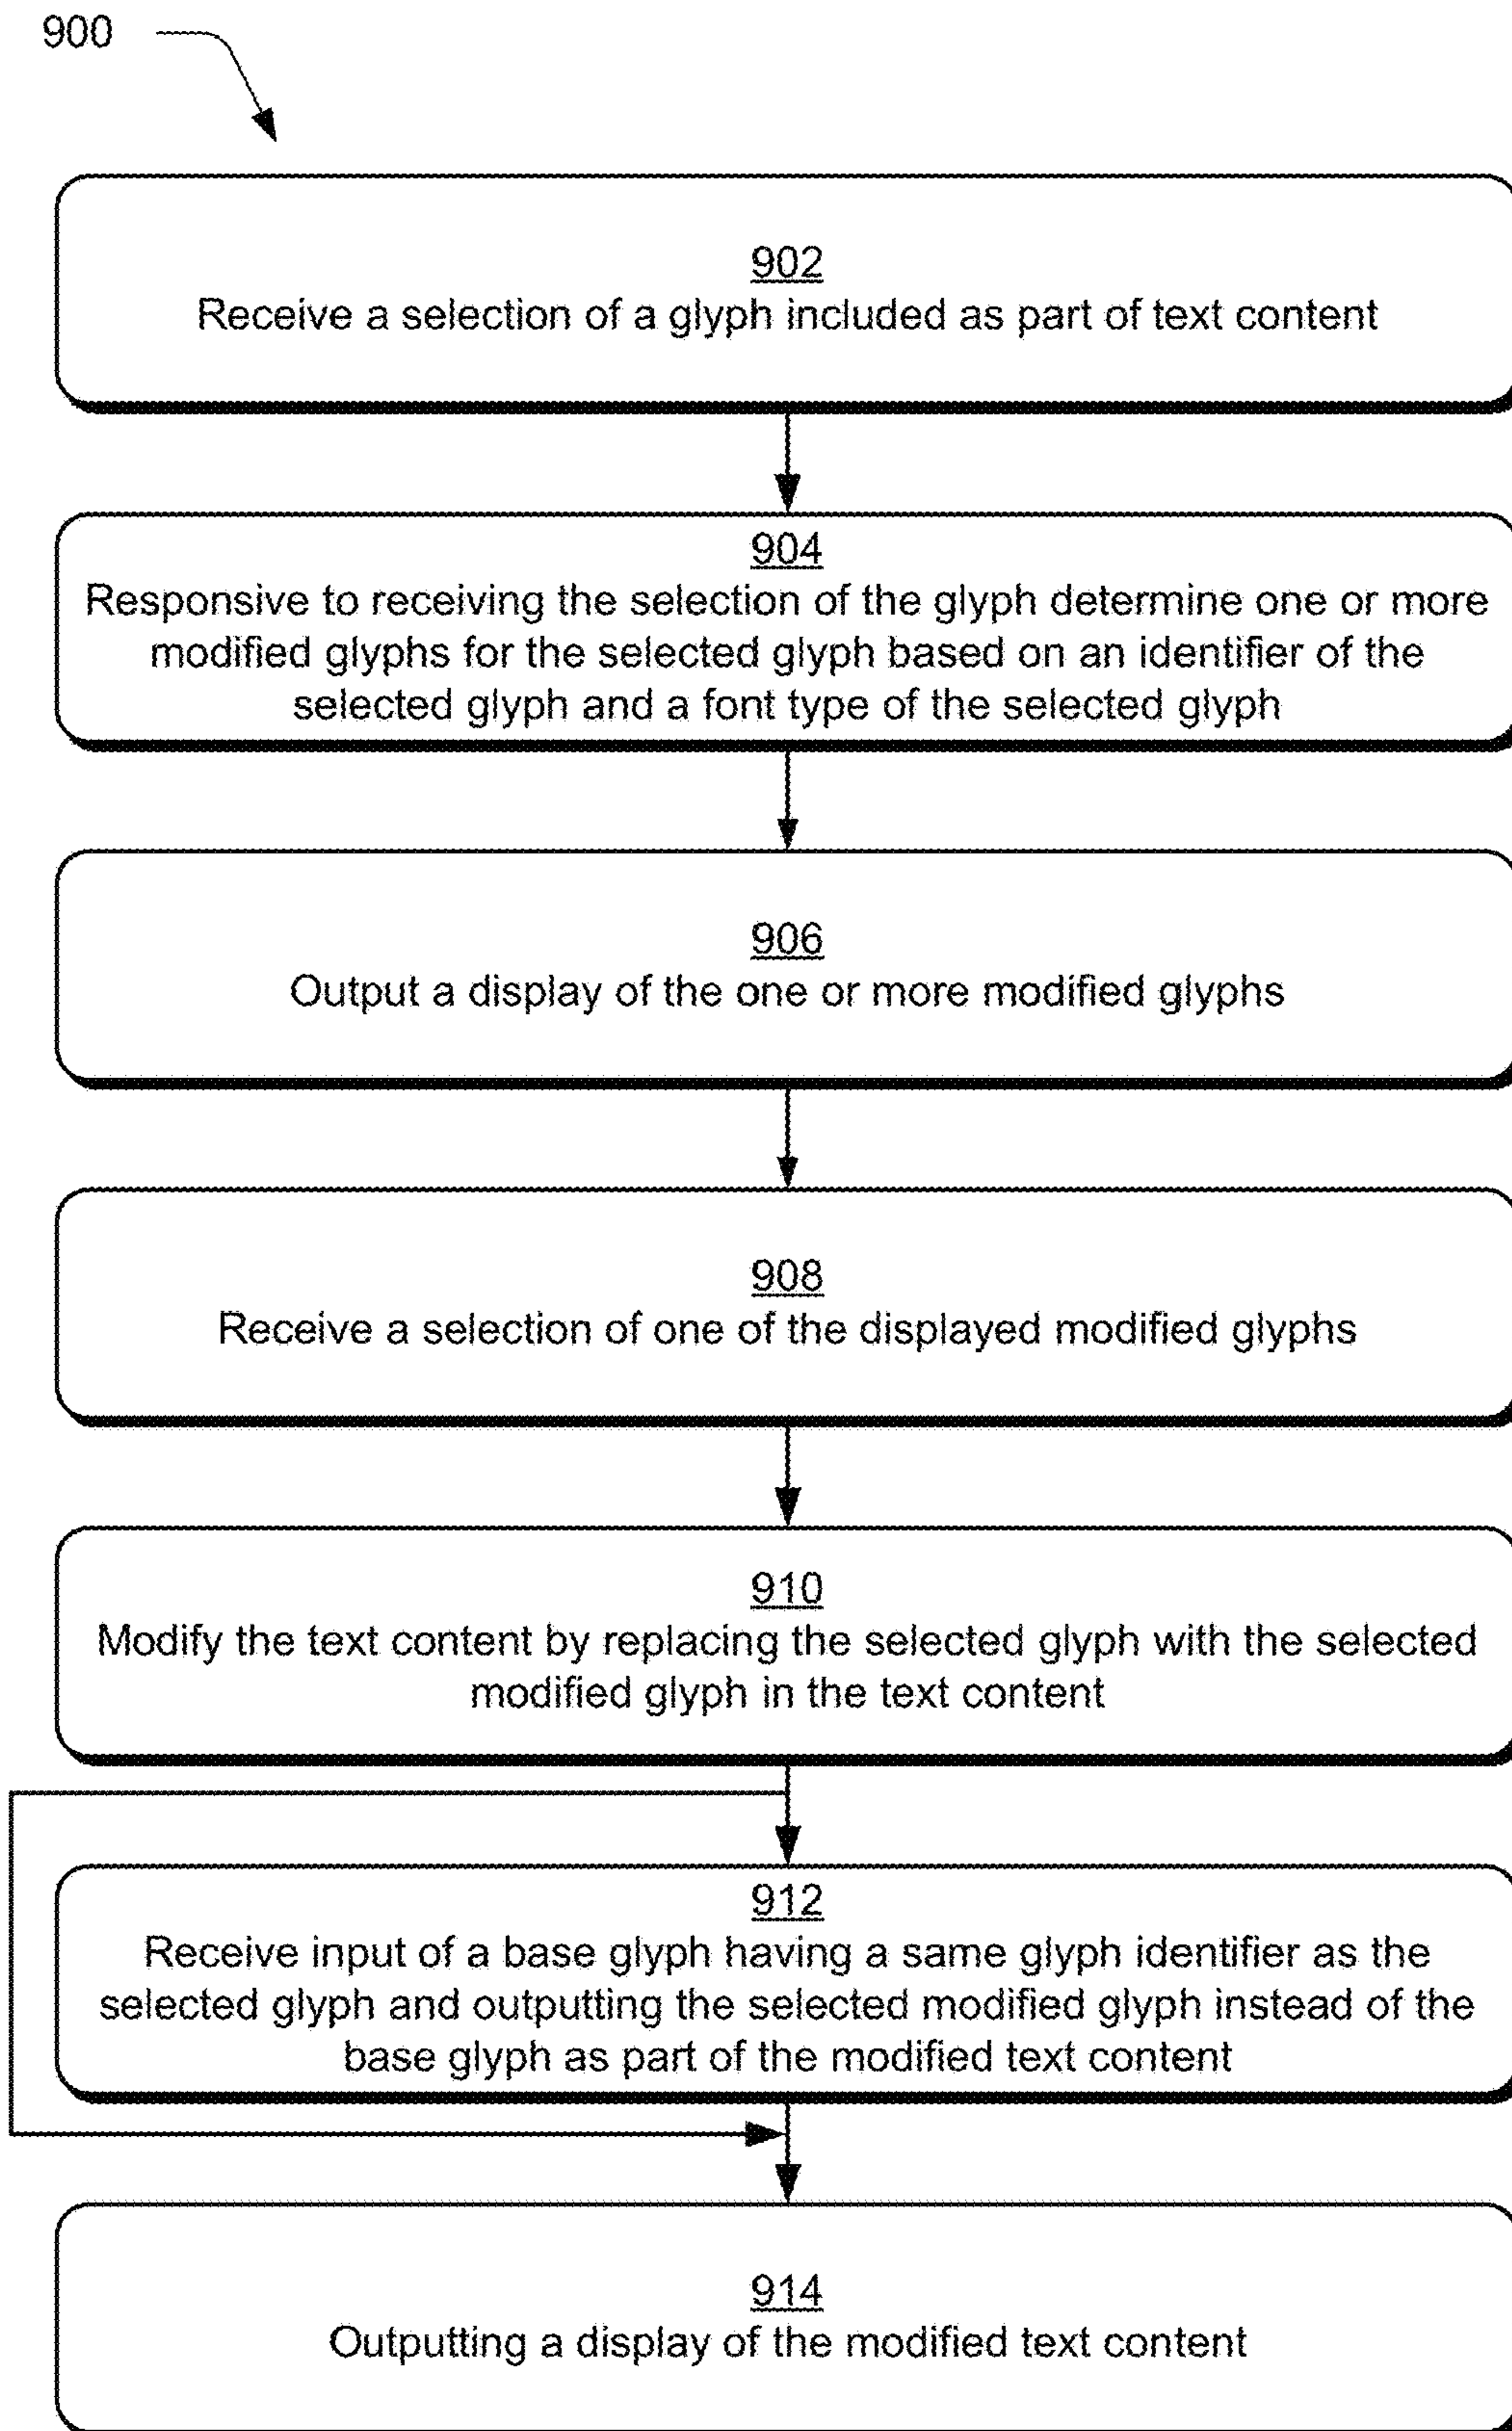 900
902
Receive a selection of a glyph included as part of text content
904
Responsive to receiving the selection of the glyph determine one or more
modified glyphs for the selected glyph based on an identifier of the
selected glyph and a font type of the selected glyph
906
Output a display of the one or more modified glyphs
908
Receive a selection of one of the displayed modified glyphs
910
Modify the text content by replacing the selected glyph with the selected
modified glyph in the text content
912
Receive input of a base glyph having a same glyph identifier as the
selected glyph and outputting the selected modified glyph instead of the
base glyph as part of the modified text content
914
Outputting a display of the modified text content